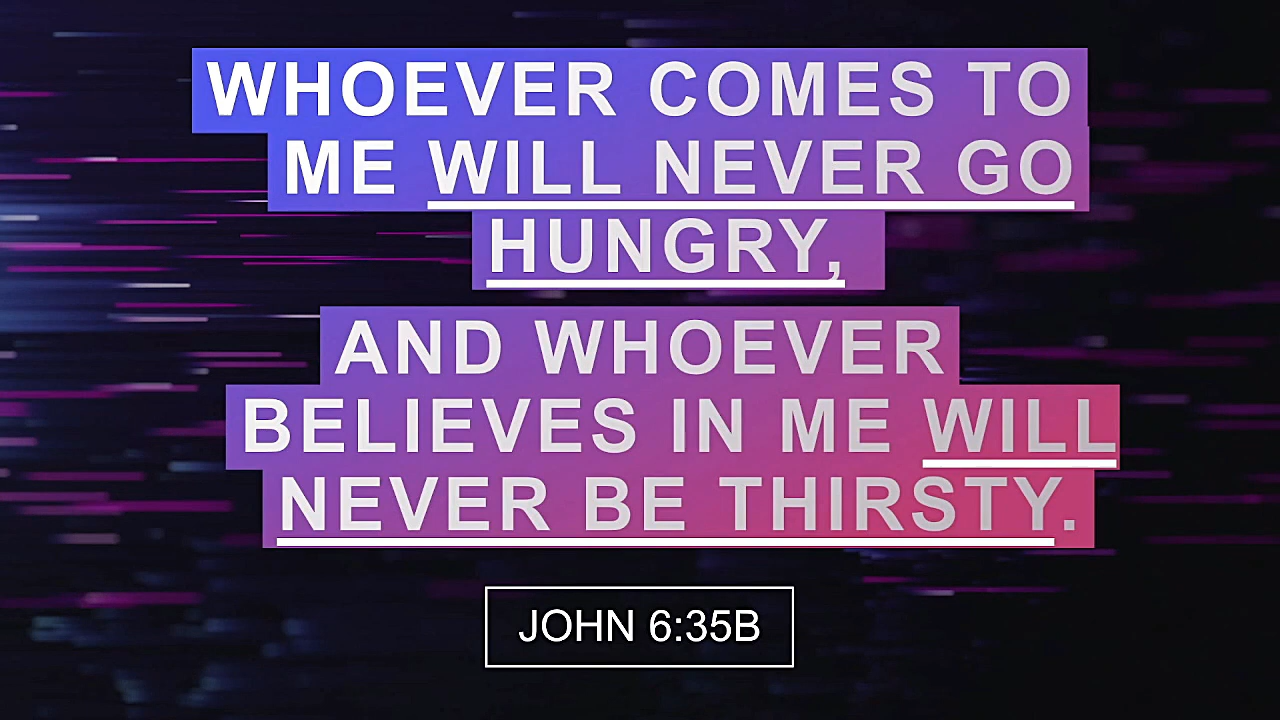 WHOEVER COMES TO
ME WILL NEVER GO
HUNGRY,
AND WHOEVER
BELIEVES IN ME WILL
NEVER BE THIRSTY.
JOHN 6:35B